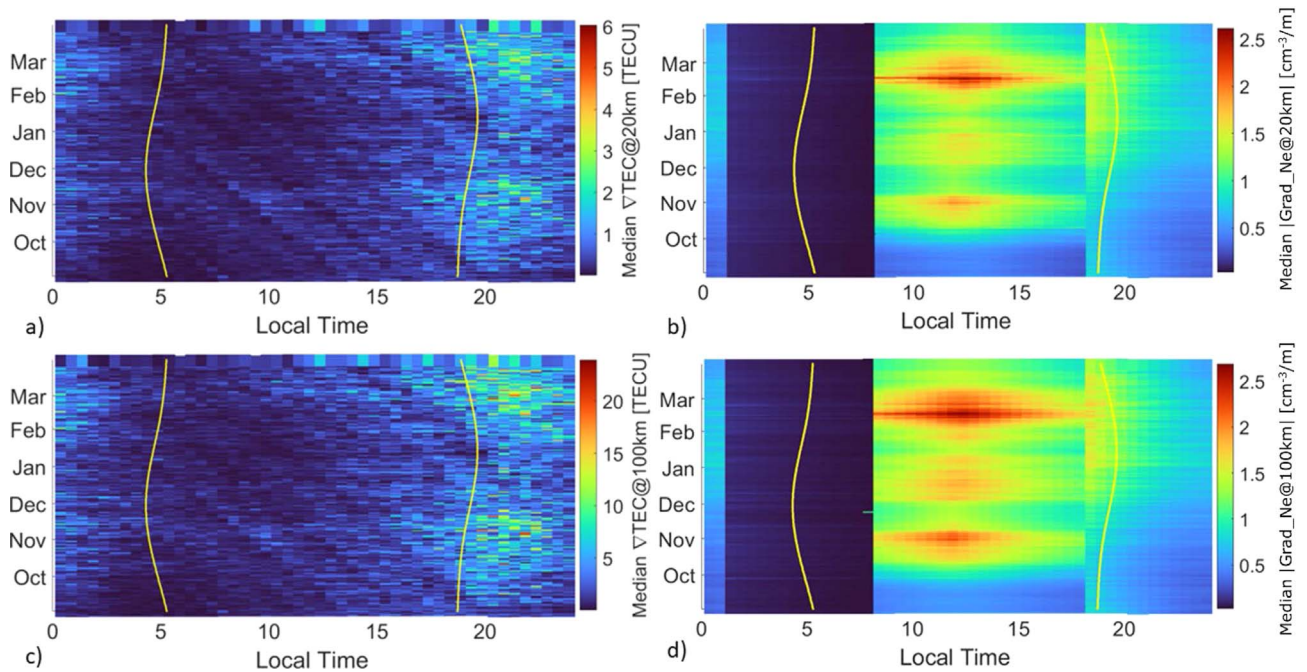 Mar
Feb
Jan
Dec
Nov
Oct
0 5 10 15 20
Local Time
a)
6
5
4
3
2
1
Median ∇TEC@20km [TECU]
Mar
Feb
Jan
Dec
Nov
Oct
0 5 10 15 20
Local Time
b)
2.5
2
1.5
1
0.5
Median |Grad_Ne@20km| [cm⁻³/m]
Mar
Feb
Jan
Dec
Nov
Oct
0 5 10 15 20
Local Time
c)
20
15
10
5
Median ∇TEC@100km [TECU]
Mar
Feb
Jan
Dec
Nov
Oct
0 5 10 15 20
Local Time
d)
2.5
2
1.5
1
0.5
Median |Grad_Ne@100km| [cm⁻³/m]